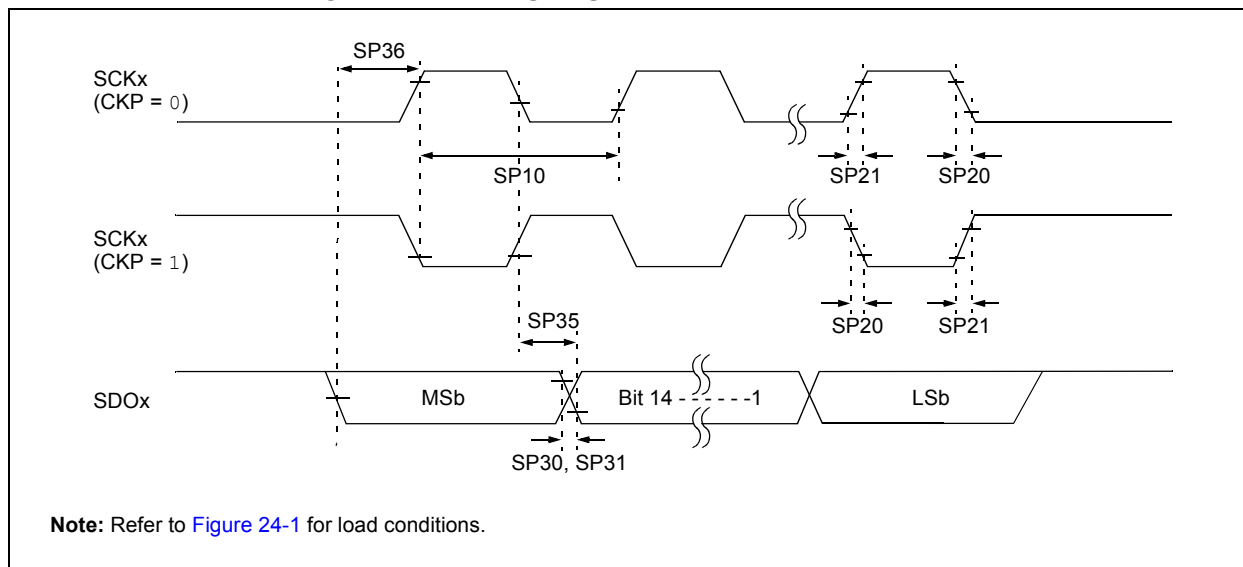 SP36
SCKx
(CKP = 0)
SP10
SP21
SP20
SCKx
(CKP = 1)
SP35
SP20
SP21
SDOx
MSb
Bit 14 - - - - - -1
LSb
SP30, SP31
Note: Refer to Figure 24-1 for load conditions.